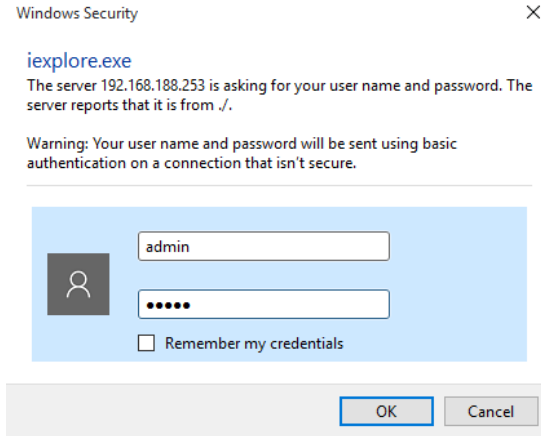 Windows Security
iexplore.exe
The server 192.168.188.253 is asking for your user name and password. The
server reports that it is from ./.
Warning: Your user name and password will be sent using basic
authentication on a connection that isn't secure.
admin
●●●●●
Remember my credentials
OK Cancel